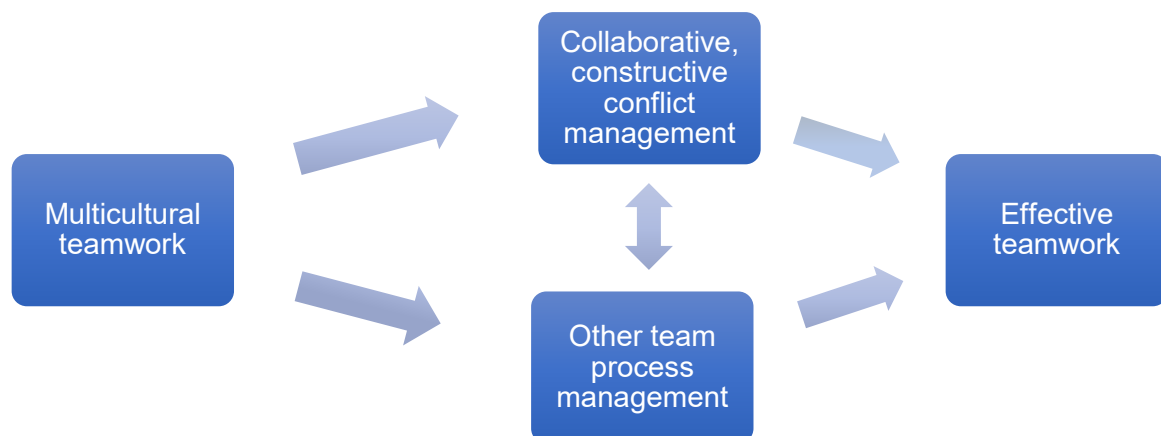 Multicultural
teamwork
Collaborative,
constructive
conflict
management
Other team
process
management
Effective
teamwork